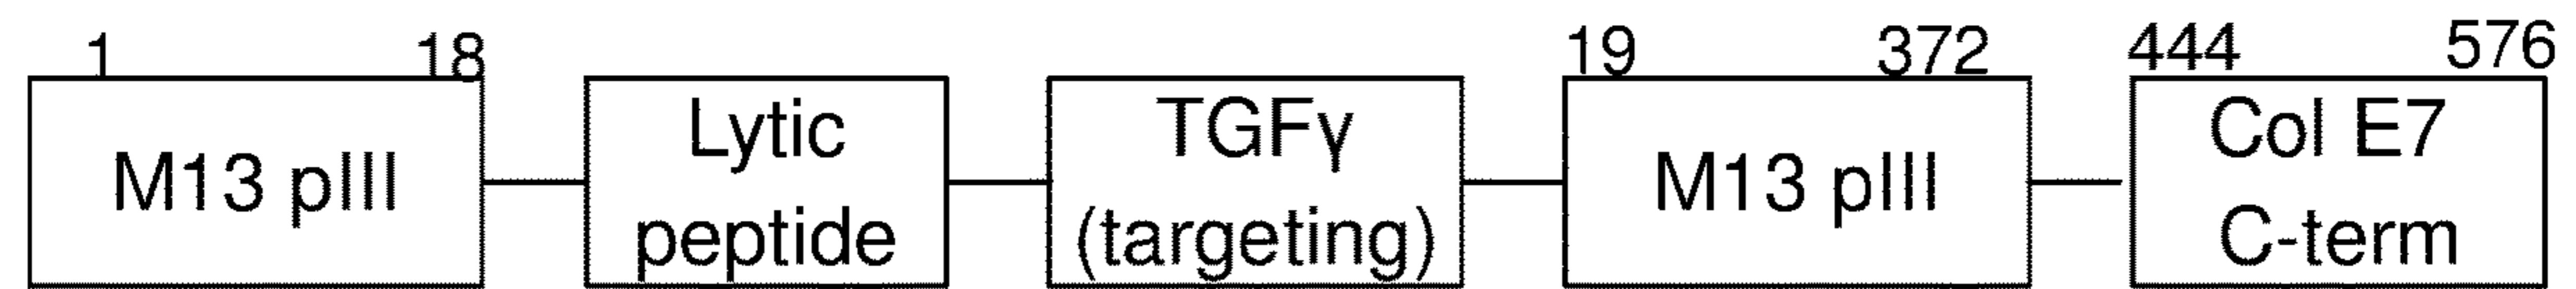 1 18 19 372 444 576
M13 pIII
Lytic
peptide
TGFγ
(targeting)
M13 pIII
Col E7
C-term